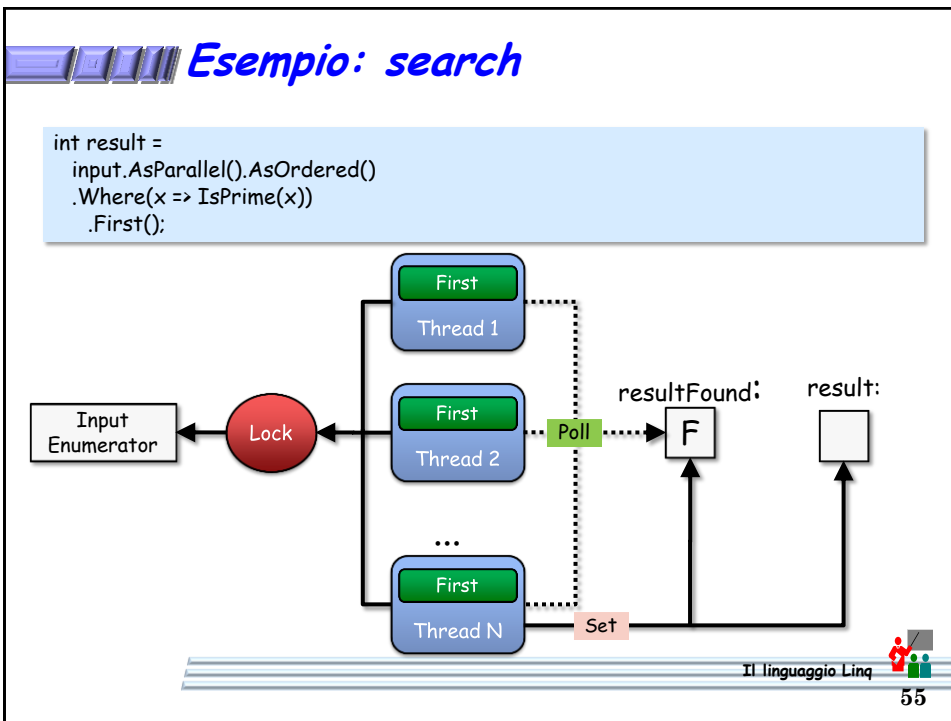 Esempio: search
int result =
input.AsParallel().AsOrdered()
.Where(x => IsPrime(x))
.First();
First
Thread 1
Input
Enumerator
Lock
First
Thread 2
Poll
resultFound:
F
result:
...
First
Thread N
Set
Il linguaggio Linq
55